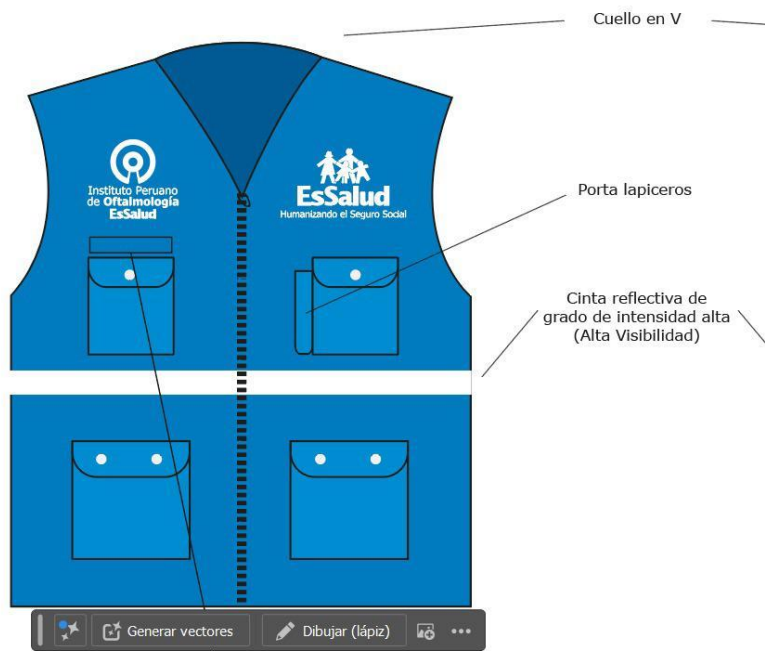 Cuello en V
Instituto Peruano
de Oftalmología
EsSalud
EsSalud
Humanizando el Seguro Social
Porta lapiceros
Cinta reflectiva de
grado de intensidad alta
(Alta Visibilidad)
Generar vectores
Dibujar (lápiz)